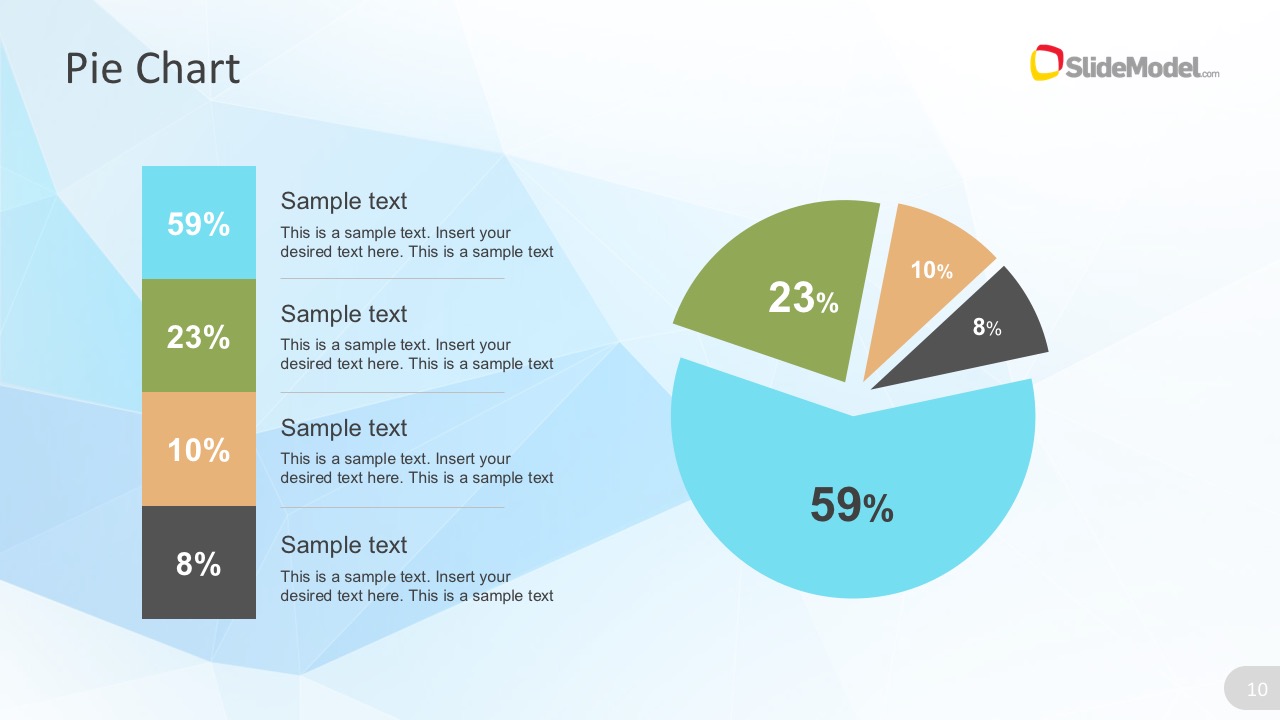 Pie Chart
SlideModel.com
59%
Sample text
This is a sample text. Insert your
desired text here. This is a sample text
23%
Sample text
This is a sample text. Insert your
desired text here. This is a sample text
10%
Sample text
This is a sample text. Insert your
desired text here. This is a sample text
8%
Sample text
This is a sample text. Insert your
desired text here. This is a sample text
23%
10%
8%
59%
10